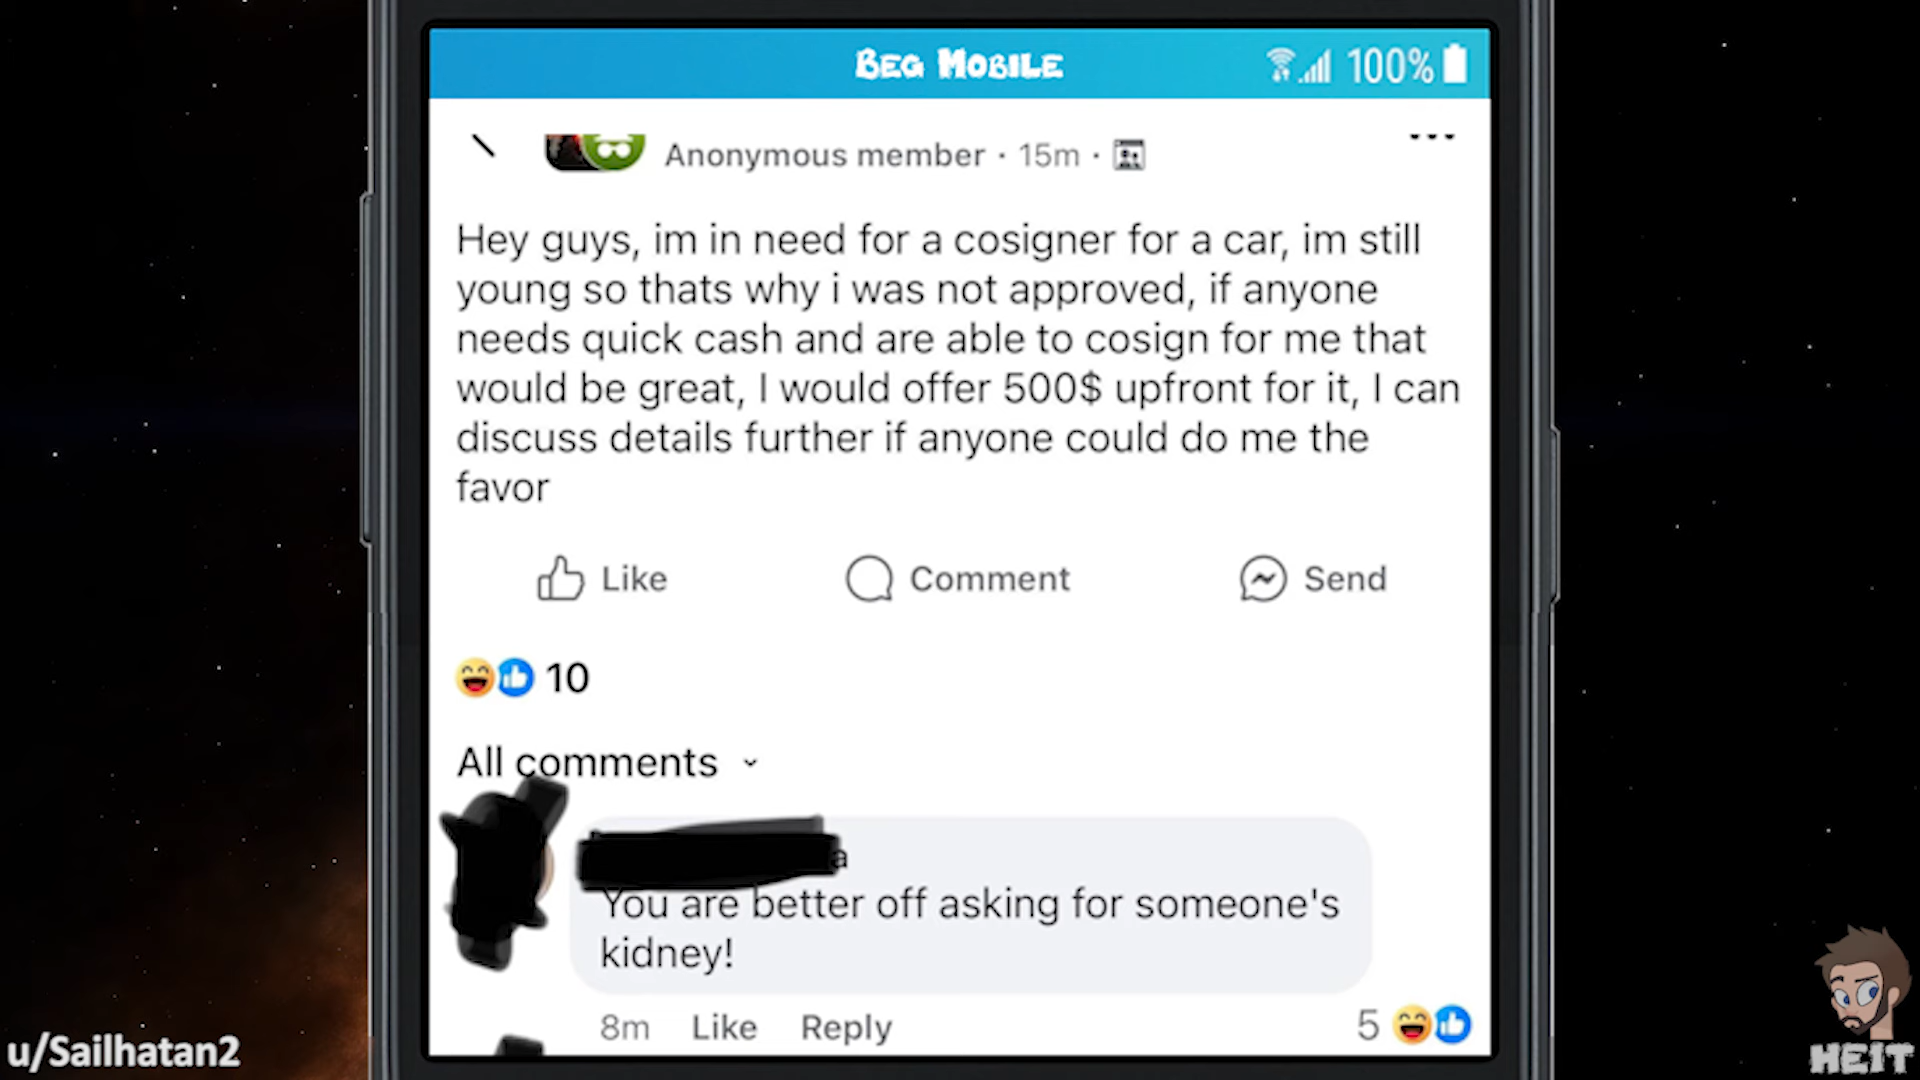 BEG MOBILE
100%
Anonymous member · 15m ·
Hey guys, im in need for a cosigner for a car, im still
young so thats why i was not approved, if anyone
needs quick cash and are able to cosign for me that
would be great, I would offer 500$ upfront for it, I can
discuss details further if anyone could do me the
favor
Like Comment Send
10
All comments
a
You are better off asking for someone's
kidney!
8m Like Reply 5
u/Sailhatan2
HEIT